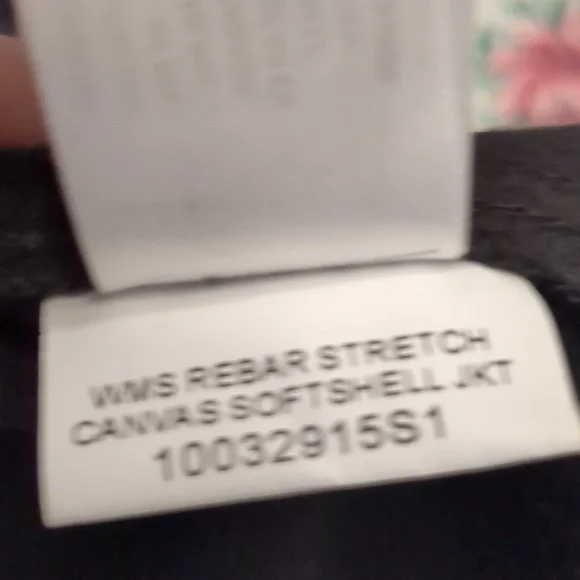 WMS REBAR STRETCH
CANVAS SOFTSHELL JKT
10032915S1